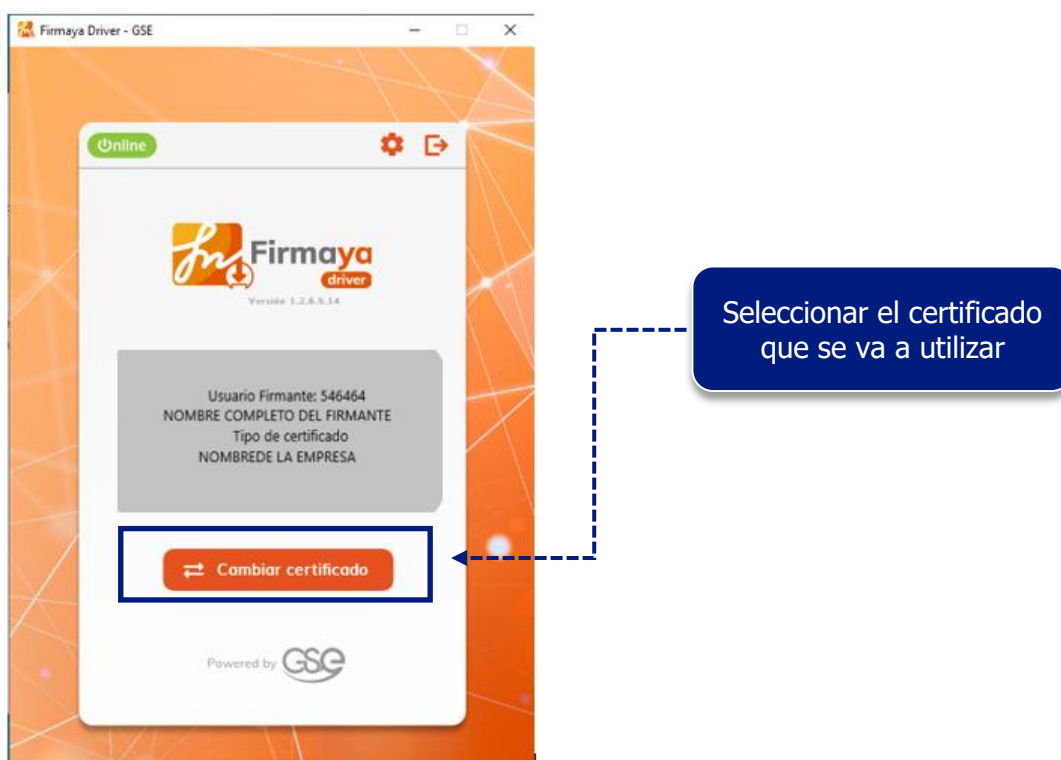 Firmaya Driver - GSE
Online
Firmaya
driver
Versión 1.2.6.5.14
Usuario Firmante: 546464
NOMBRE COMPLETO DEL FIRMANTE
Tipo de certificado
NOMBREDE LA EMPRESA
Cambiar certificado
Powered by GSE
Seleccionar el certificado
que se va a utilizar